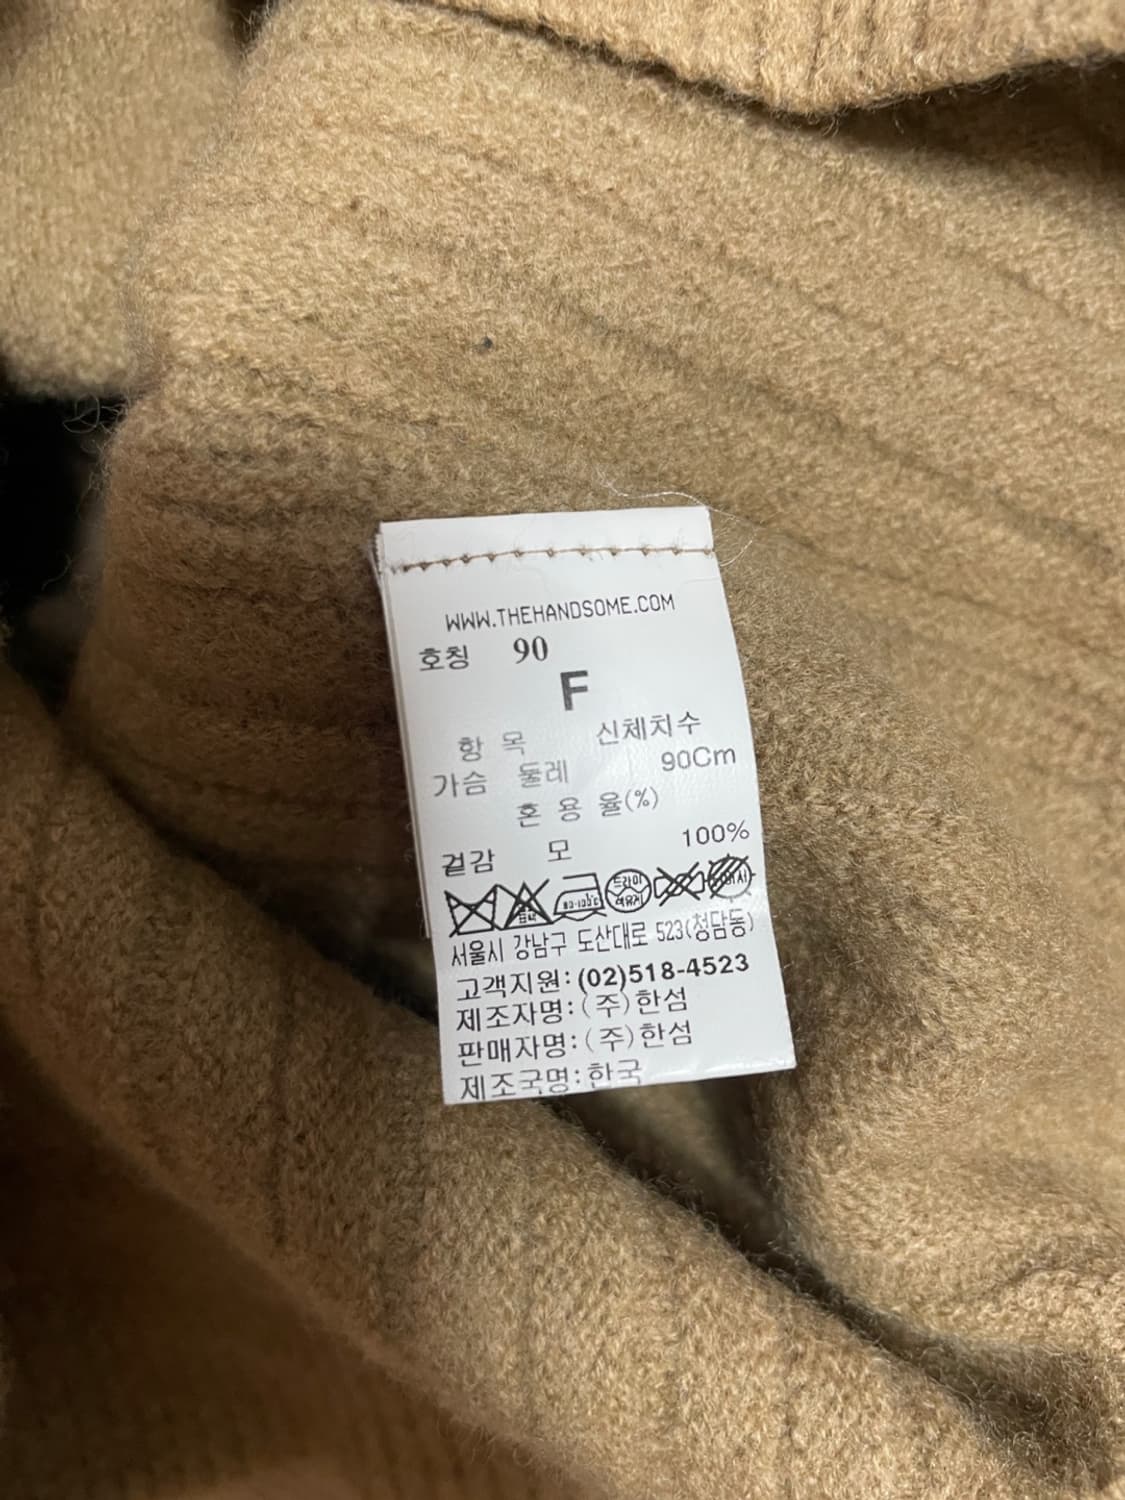 WWW.THEHANDSOME.COM
호칭 90
F
항 목 신체치수
가슴 둘레 90Cm
혼 용 율(%)
겉감 모 100%
드라이
서울시 강남구 도산대로 523(청담동)
고객지원:(02)518-4523
제조자명:(주)한섬
판매자명:(주)한섬
제조국명:한국